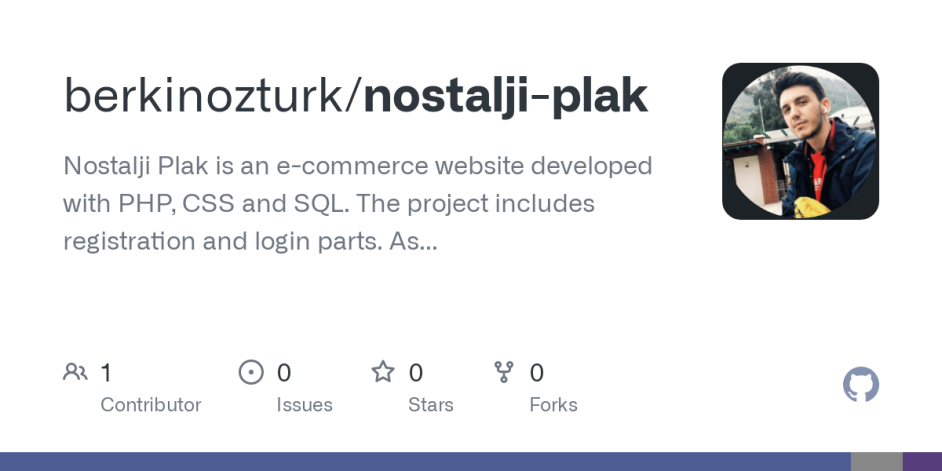 berkinozturk/nostalji-plak
Nostalji Plak is an e-commerce website developed
with PHP, CSS and SQL. The project includes
registration and login parts. As...
1
Contributor
0
Issues
0
Stars
0
Forks